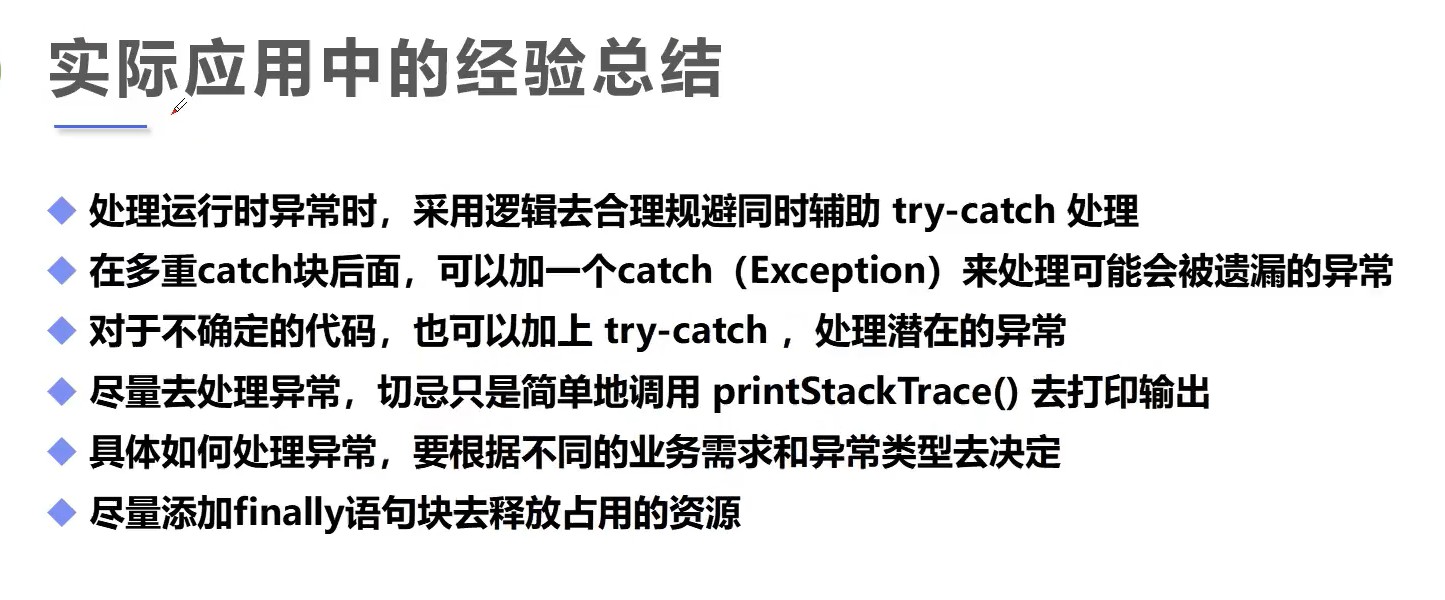 实际应用中的经验总结
处理运行时异常时，采用逻辑去合理规避同时辅助 try-catch 处理
在多重catch块后面，可以加一个catch（Exception）来处理可能会被遗漏的异常
对于不确定的代码，也可以加上 try-catch ，处理潜在的异常
尽量去处理异常，切忌只是简单地调用 printStackTrace() 去打印输出
具体如何处理异常，要根据不同的业务需求和异常类型去决定
尽量添加finally语句块去释放占用的资源